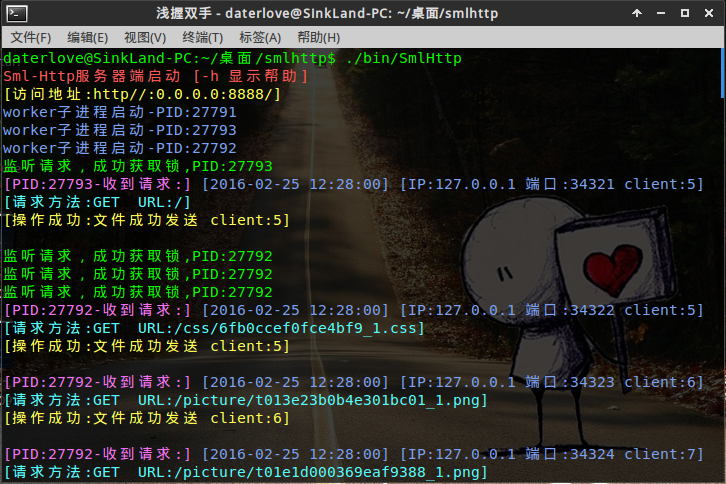 浅握双手 - daterlove@SInkLand-PC: ~/桌面/smlhttp
文件(F) 编辑(E) 视图(V) 终端(T) 标签(A) 帮助(H)
daterlove@SinkLand-PC:~/桌面/smlhttp$ ./bin/SmlHttp
Sml-Http服务器端启动 [-h 显示帮助]
[访问地址:http//:0.0.0.0:8888/]
worker子进程启动-PID:27791
worker子进程启动-PID:27793
worker子进程启动-PID:27792
监听请求，成功获取锁,PID:27793
[PID:27793-收到请求:] [2016-02-25 12:28:00] [IP:127.0.0.1 端口:34321 client:5]
[请求方法:GET  URL:/]
[操作成功:文件成功发送 client:5]
监听请求，成功获取锁,PID:27792
监听请求，成功获取锁,PID:27792
监听请求，成功获取锁,PID:27792
[PID:27792-收到请求:] [2016-02-25 12:28:00] [IP:127.0.0.1 端口:34322 client:5]
[请求方法:GET  URL:/css/6fb0ccef0fce4bf9_1.css]
[操作成功:文件成功发送 client:5]
[PID:27792-收到请求:] [2016-02-25 12:28:00] [IP:127.0.0.1 端口:34323 client:6]
[请求方法:GET  URL:/picture/t013e23b0b4e301bc01_1.png]
[操作成功:文件成功发送 client:6]
[PID:27792-收到请求:] [2016-02-25 12:28:00] [IP:127.0.0.1 端口:34324 client:7]
[请求方法:GET  URL:/picture/t01e1d000369eaf9388_1.png]